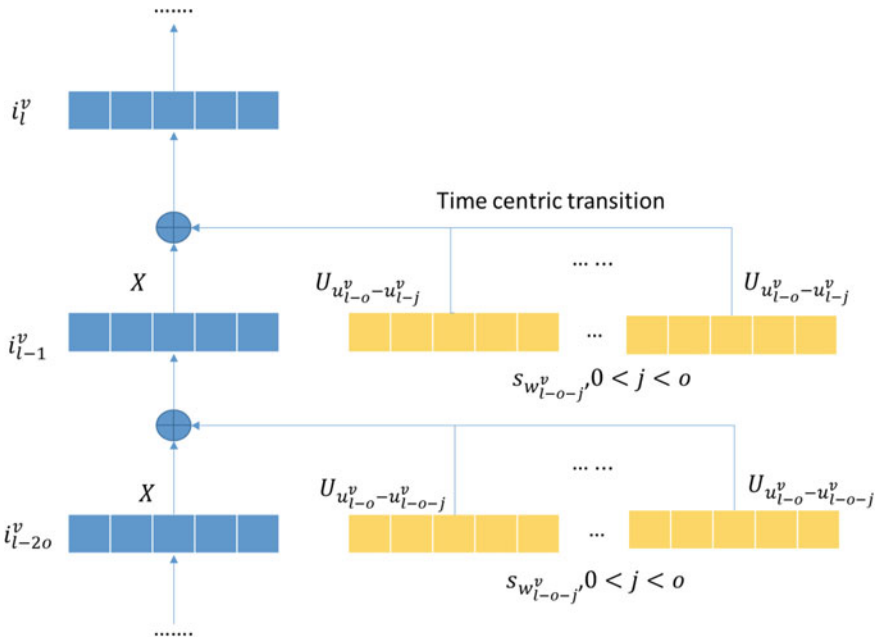 .......
i_l^v
Time centric transition
... ...
X
U_{u_{l-o}^v-u_{l-j}^v}
U_{u_{l-o}^v-u_{l-j}^v}
i_{l-1}^v
...
s_{w_{l-o-j}^v}, 0 < j < o
... ...
X
U_{u_{l-o}^v-u_{l-o-j}^v}
U_{u_{l-o}^v-u_{l-o-j}^v}
i_{l-2o}^v
...
s_{w_{l-o-j}^v}, 0 < j < o
.......